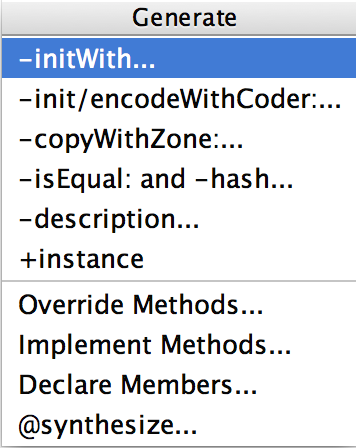 Generate
-initWith...
-init/encodeWithCoder:...
-copyWithZone:...
-isEqual: and -hash...
-description...
+instance
Override Methods...
Implement Methods...
Declare Members...
@synthesize...